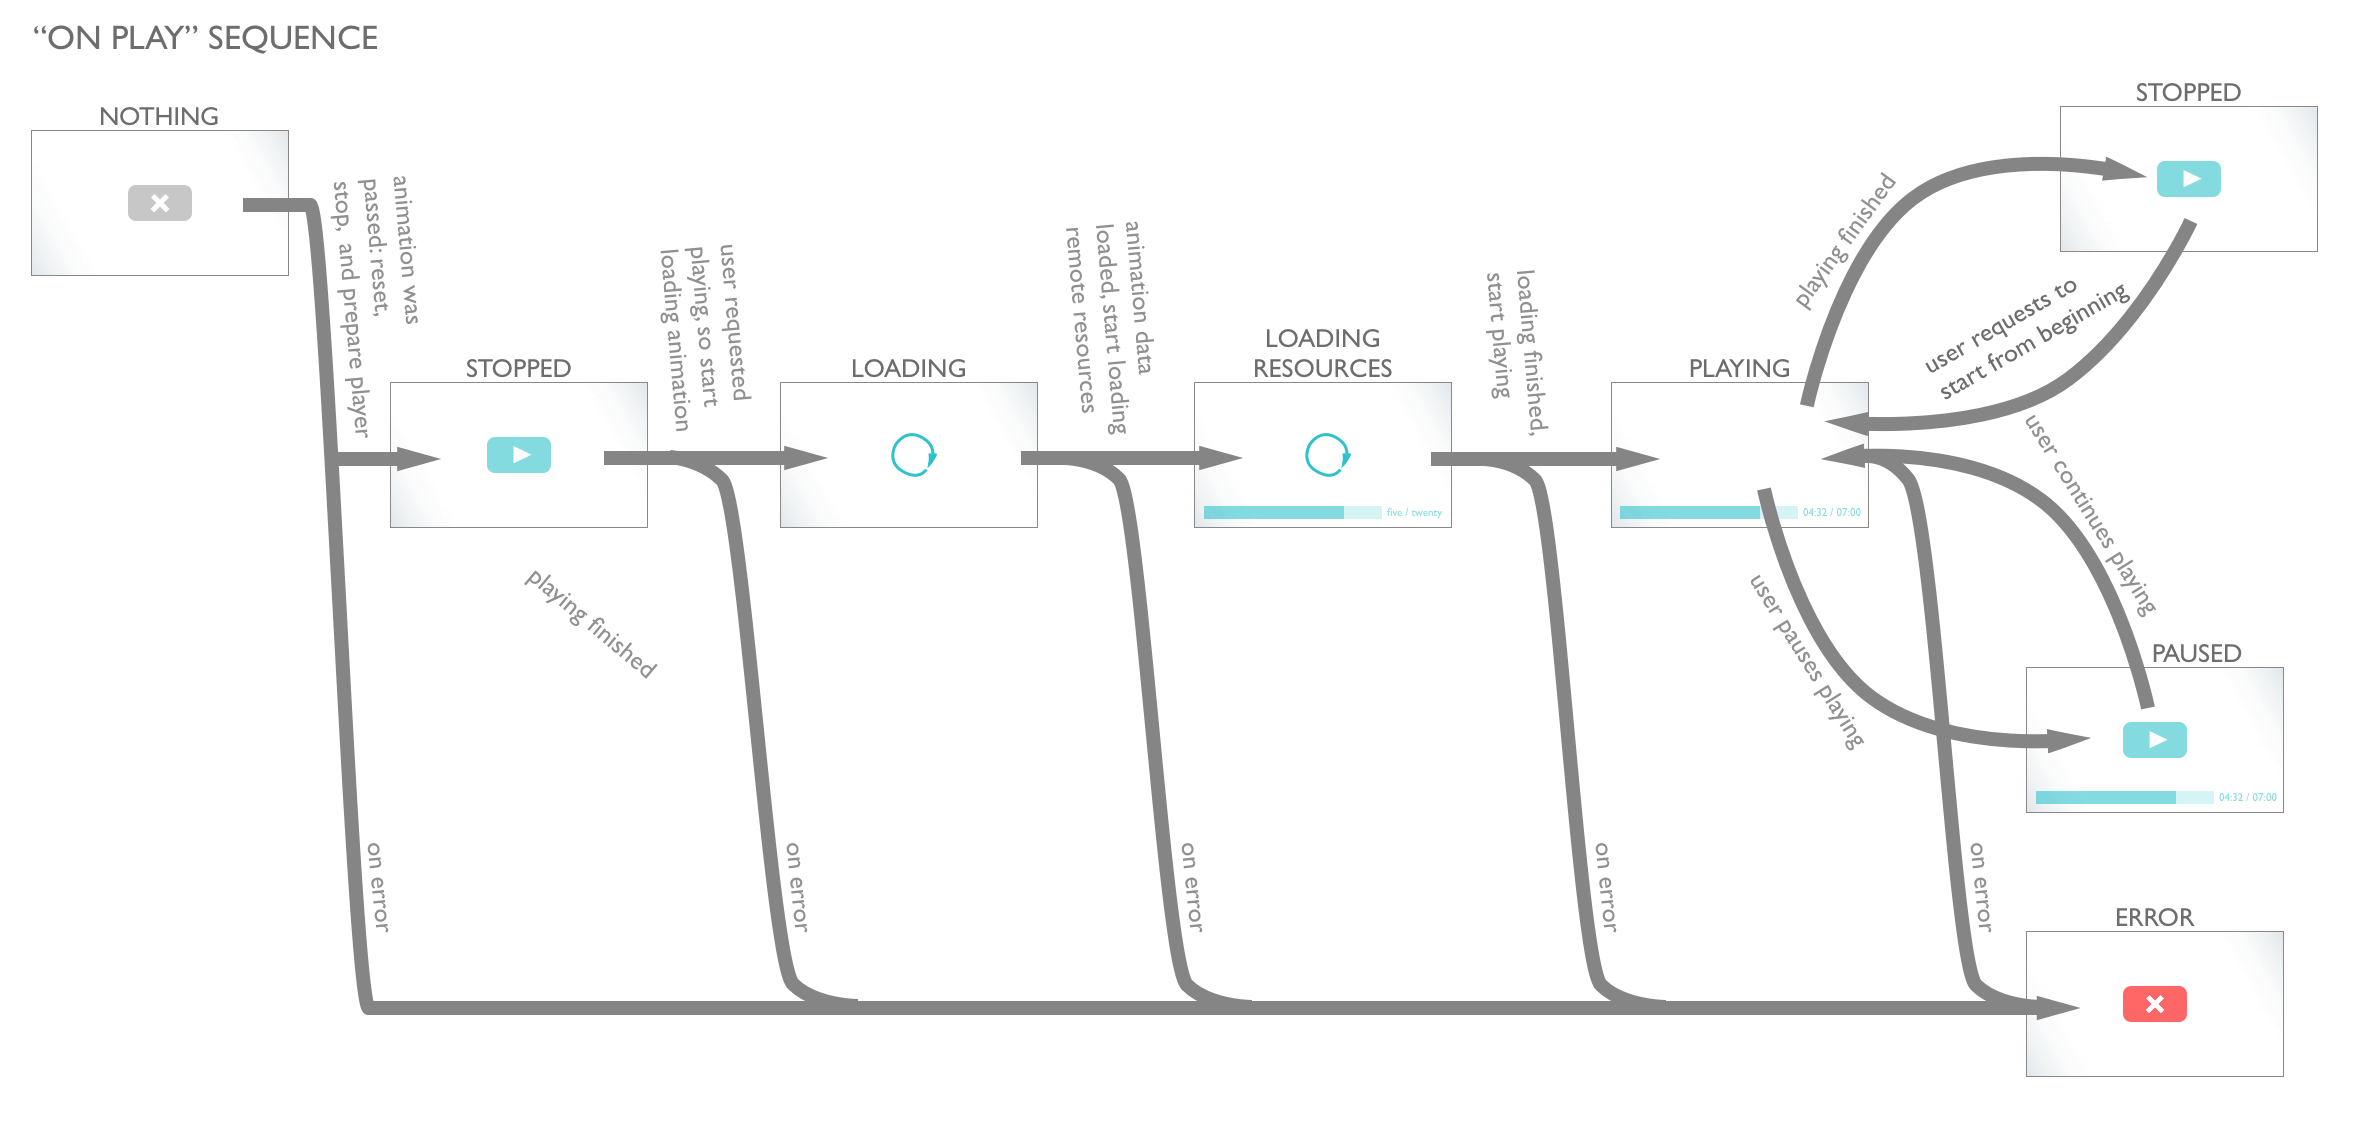 “ON PLAY” SEQUENCE
NOTHING
animation was
passed: reset,
stop, and prepare player
STOPPED
user requested
playing, so start
loading animation
LOADING
animation data
loaded, start loading
remote resources
LOADING
RESOURCES
five / twenty
loading finished,
start playing
PLAYING
04:32 / 07:00
playing finished
STOPPED
user requests to
start from beginning
user continues playing
user pauses playing
PAUSED
04:32 / 07:00
playing finished
on error
on error
on error
on error
on error
ERROR